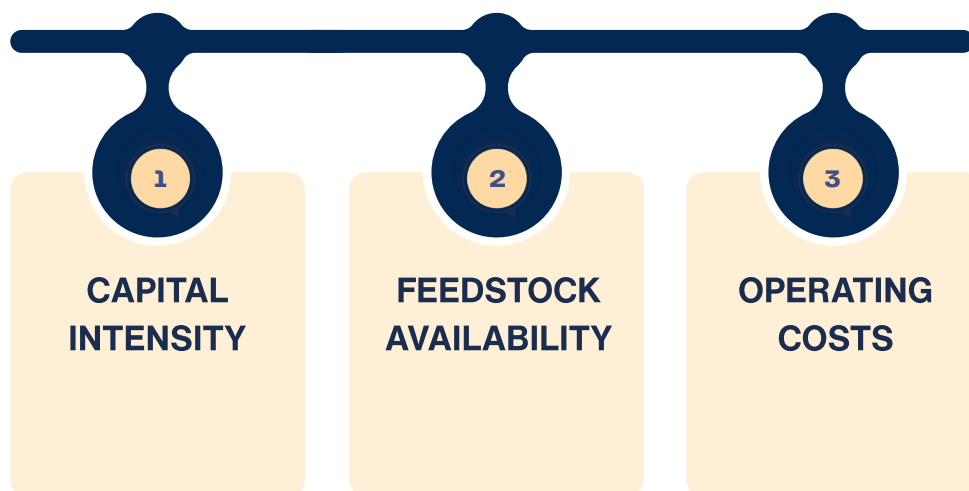 1
CAPITAL
INTENSITY
2
FEEDSTOCK
AVAILABILITY
3
OPERATING
COSTS